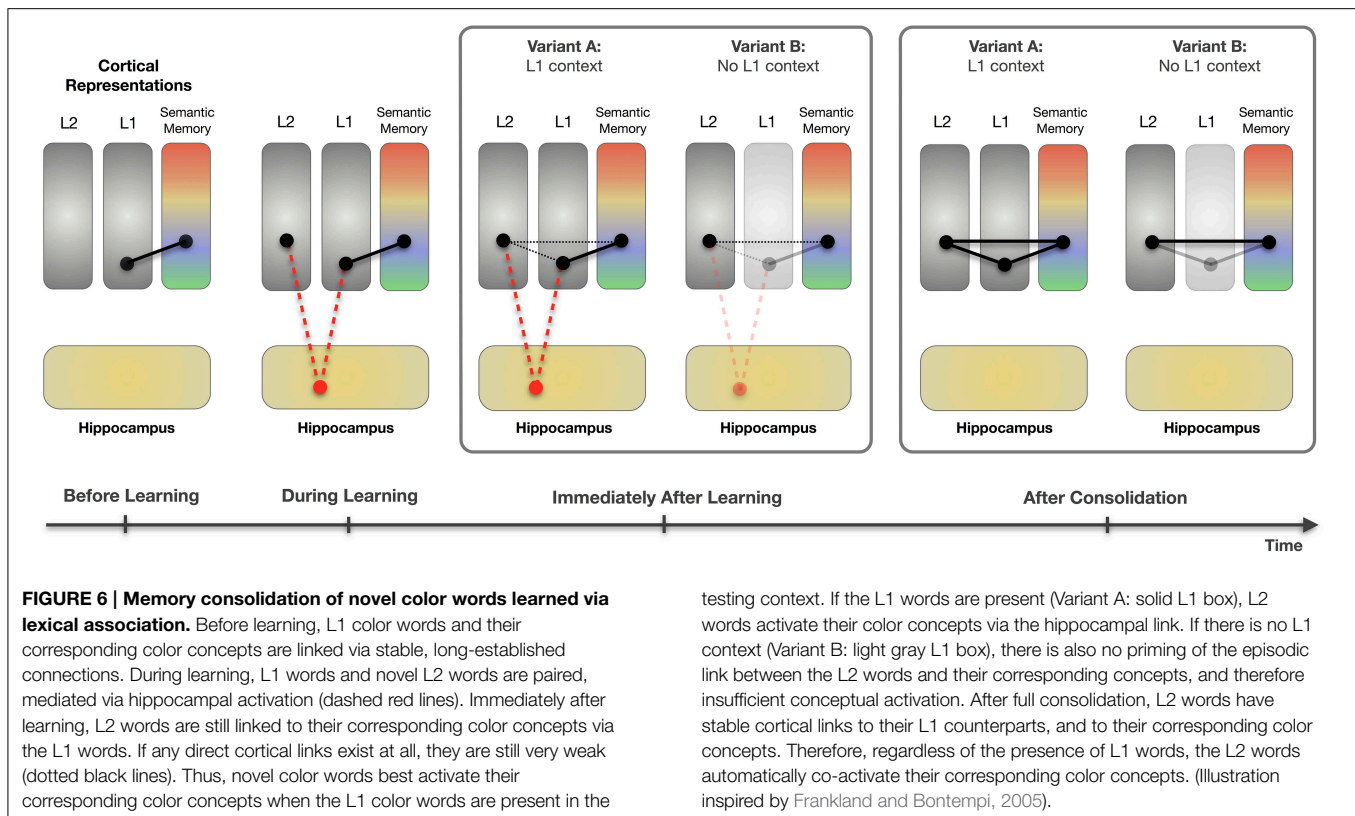 Variant A:
L1 context
Variant B:
No L1 context
Variant A:
L1 context
Variant B:
No L1 context
Cortical
Representations
L2 L1 Semantic
Memory
L2 L1 Semantic
Memory
L2 L1 Semantic
Memory
L2 L1 Semantic
Memory
L2 L1 Semantic
Memory
L2 L1 Semantic
Memory
Hippocampus Hippocampus Hippocampus Hippocampus Hippocampus Hippocampus
Before Learning During Learning Immediately After Learning After Consolidation
Time
FIGURE 6 | Memory consolidation of novel color words learned via
lexical association. Before learning, L1 color words and their
corresponding color concepts are linked via stable, long-established
connections. During learning, L1 words and novel L2 words are paired,
mediated via hippocampal activation (dashed red lines). Immediately after
learning, L2 words are still linked to their corresponding color concepts via
the L1 words. If any direct cortical links exist at all, they are still very weak
(dotted black lines). Thus, novel color words best activate their
corresponding color concepts when the L1 color words are present in the
testing context. If the L1 words are present (Variant A: solid L1 box), L2
words activate their color concepts via the hippocampal link. If there is no L1
context (Variant B: light gray L1 box), there is also no priming of the episodic
link between the L2 words and their corresponding concepts, and therefore
insufficient conceptual activation. After full consolidation, L2 words have
stable cortical links to their L1 counterparts, and to their corresponding color
concepts. Therefore, regardless of the presence of L1 words, the L2 words
automatically co-activate their corresponding color concepts. (Illustration
inspired by Frankland and Bontempi, 2005).